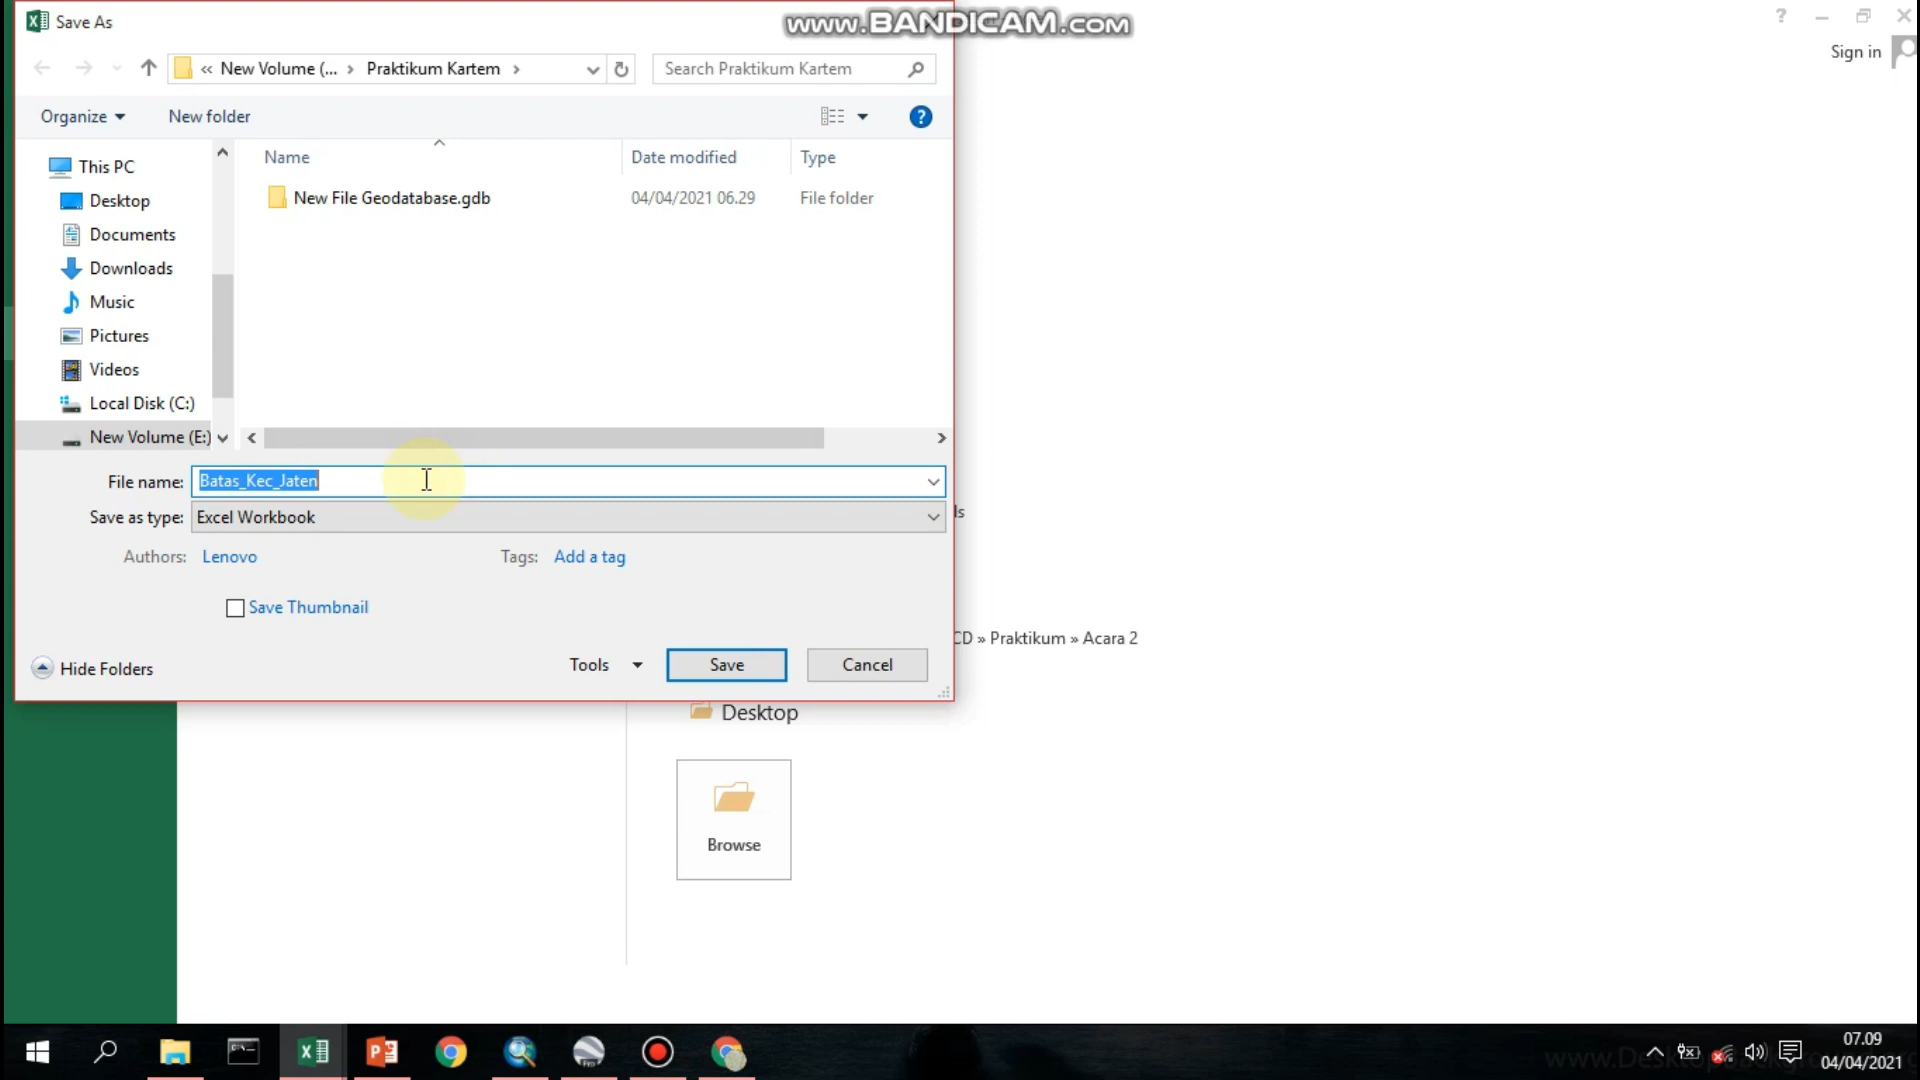 Save As
www.BANDICAM.com
Sign in
« New Volume (... › Praktikum Kartem ›
Search Praktikum Kartem
Organize
New folder
Name
Date modified
Type
This PC
Desktop
Documents
Downloads
Music
Pictures
Videos
Local Disk (C:)
New Volume (E:)
New File Geodatabase.gdb
04/04/2021 06.29
File folder
File name:
Batas_Kec_Jaten
Save as type:
Excel Workbook
ls
Authors:
Lenovo
Tags:
Add a tag
Save Thumbnail
CD » Praktikum » Acara 2
Hide Folders
Tools
Save
Cancel
Desktop
Browse
07.09
04/04/2021